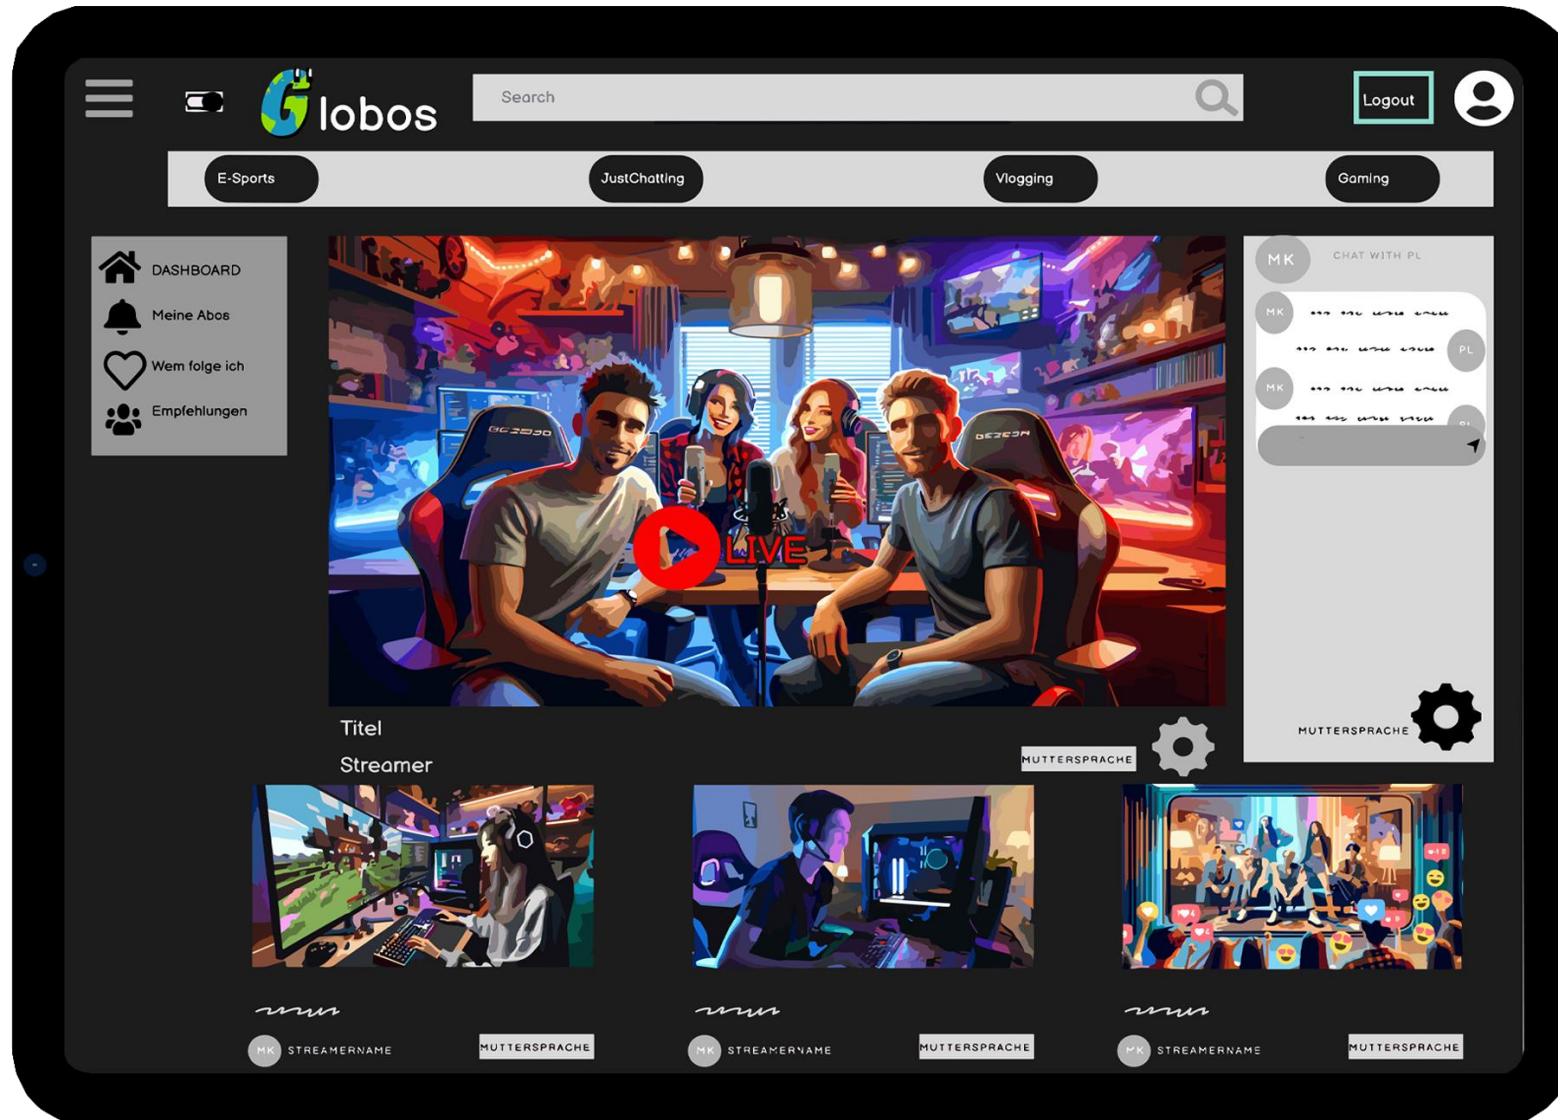 Globos
Search
Logout
E-Sports
JustChatting
Vlogging
Gaming
DASHBOARD
Meine Abos
Wem folge ich
Empfehlungen
LIVE
MK
CHAT WITH PL
MK
PL
MK
MUTTERSPRACHE
Titel
Streamer
MUTTERSPRACHE
MK STREAMERNAME
MUTTERSPRACHE
MK STREAMERNAME
MUTTERSPRACHE
MK STREAMERNAME
MUTTERSPRACHE